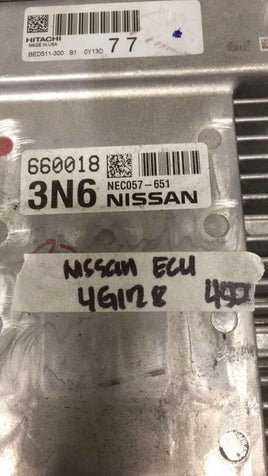 HITACHI
MADE IN USA
77
BED511-300 B1 0Y13D
660018
3N6
NEC057-651
NISSAN
NISSAN ECU
4G128